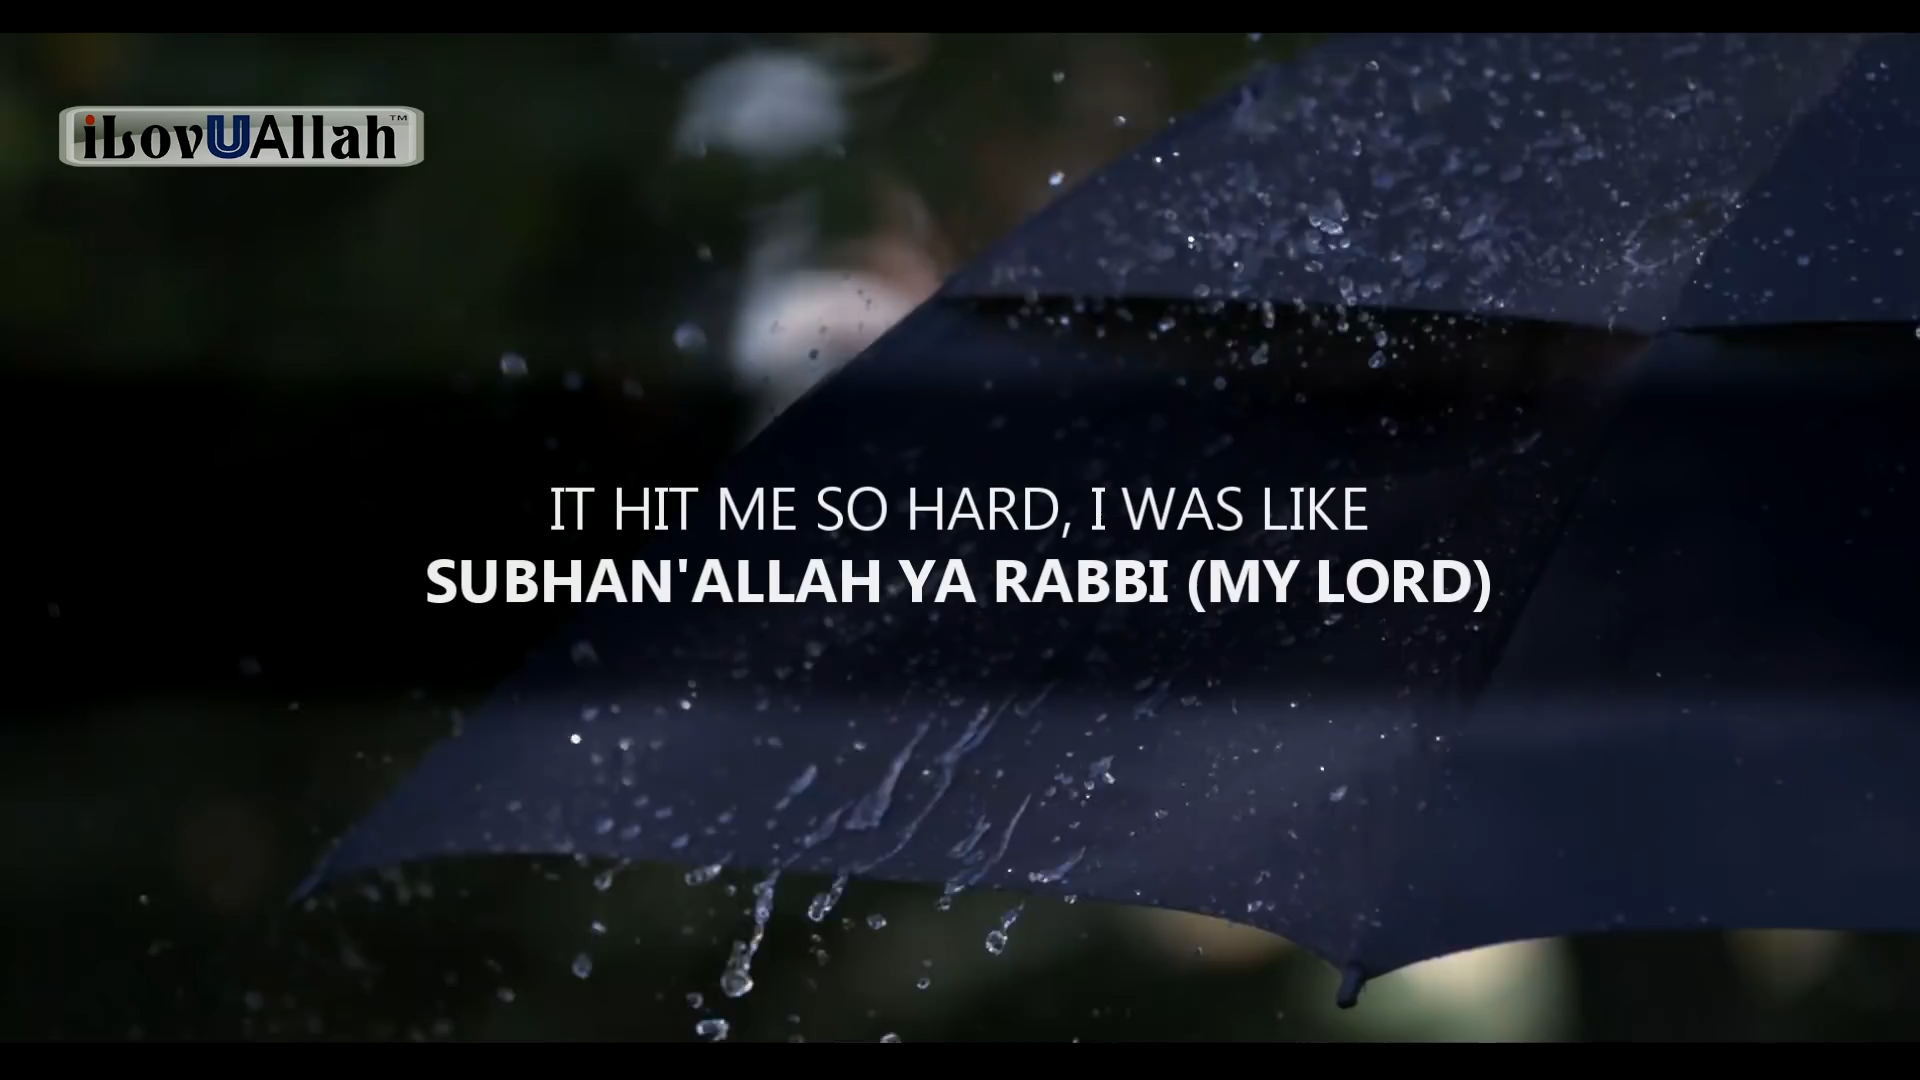 iLovUAllah™
IT HIT ME SO HARD, I WAS LIKE
SUBHAN'ALLAH YA RABBI (MY LORD)